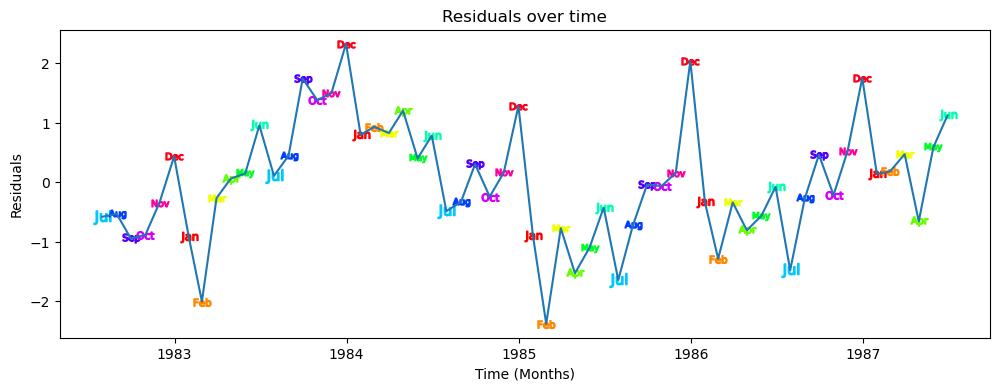 Residuals over time
Residuals
2
1
0
−1
−2
Jul Aug Sep Oct Nov Dec
Jan Feb Mar Apr May Jun Jul Aug Sep Oct Nov Dec
Jan Feb Mar Apr May Jun Jul Aug Sep Oct Nov Dec
Jan Feb Mar Apr May Jun Jul Aug Sep Oct Nov Dec
Jan Feb Mar Apr May Jun Jul Aug Sep Oct Nov Dec
Jan Feb Mar Apr May Jun
1983 1984 1985 1986 1987
Time (Months)